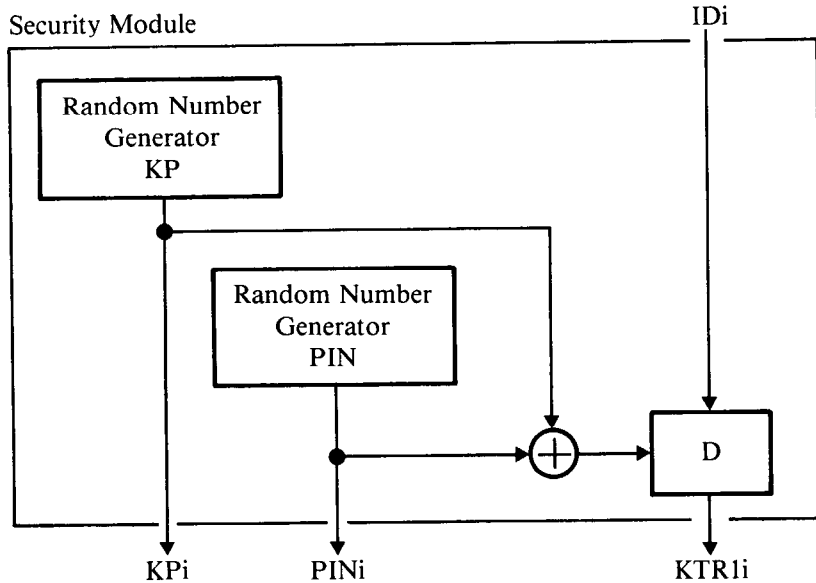 Security Module
IDi
Random Number
Generator
KP
Random Number
Generator
PIN
D
KPi
PINi
KTR1i